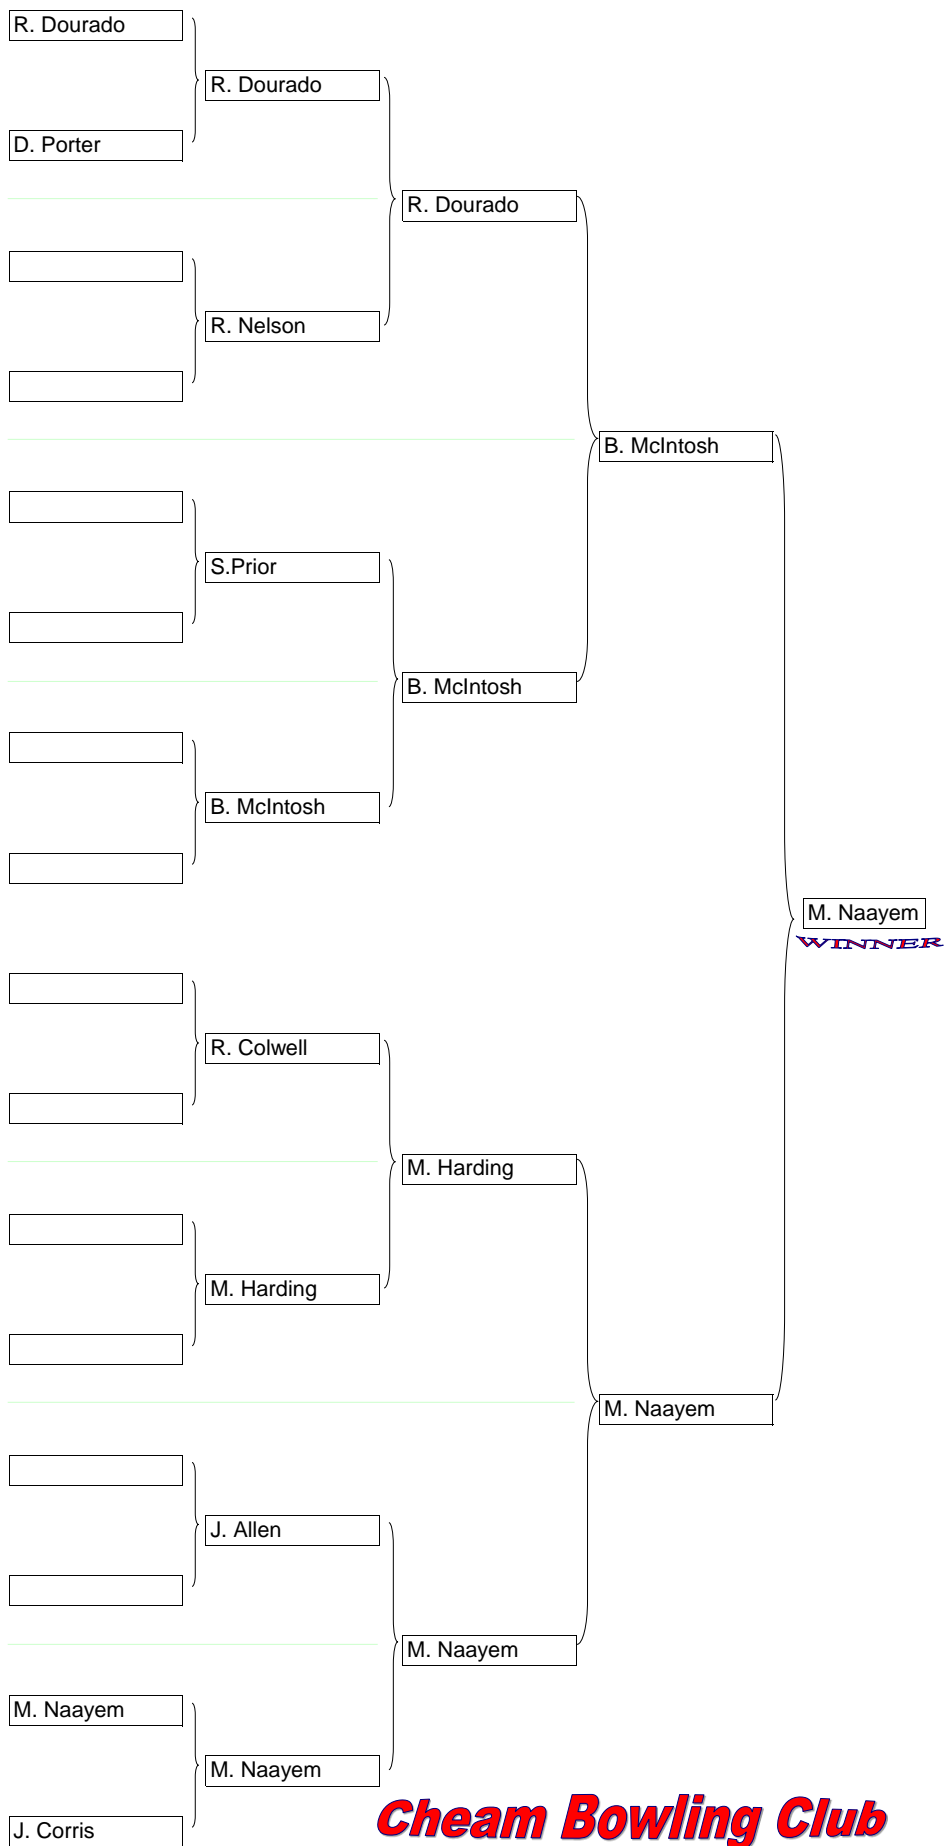 R. Dourado
R. Dourado
D. Porter
R. Dourado
R. Nelson
B. McIntosh
S.Prior
B. McIntosh
B. McIntosh
M. Naayem
WINNER
R. Colwell
M. Harding
M. Harding
M. Naayem
J. Allen
M. Naayem
M. Naayem
M. Naayem
J. Corris
Cheam Bowling Club